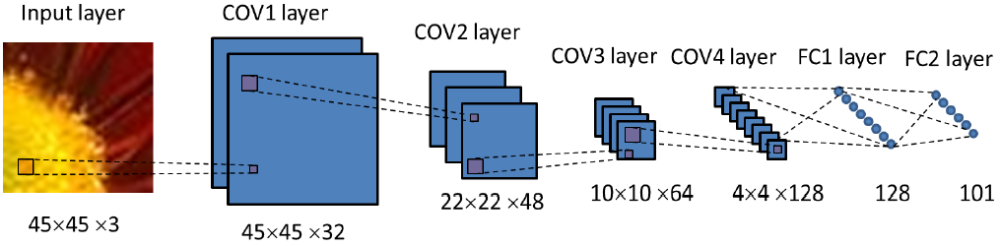 Input layer
COV1 layer
COV2 layer
COV3 layer
COV4 layer
FC1 layer
FC2 layer
45×45 ×3
45×45 ×32
22×22 ×48
10×10 ×64
4×4 ×128
128
101